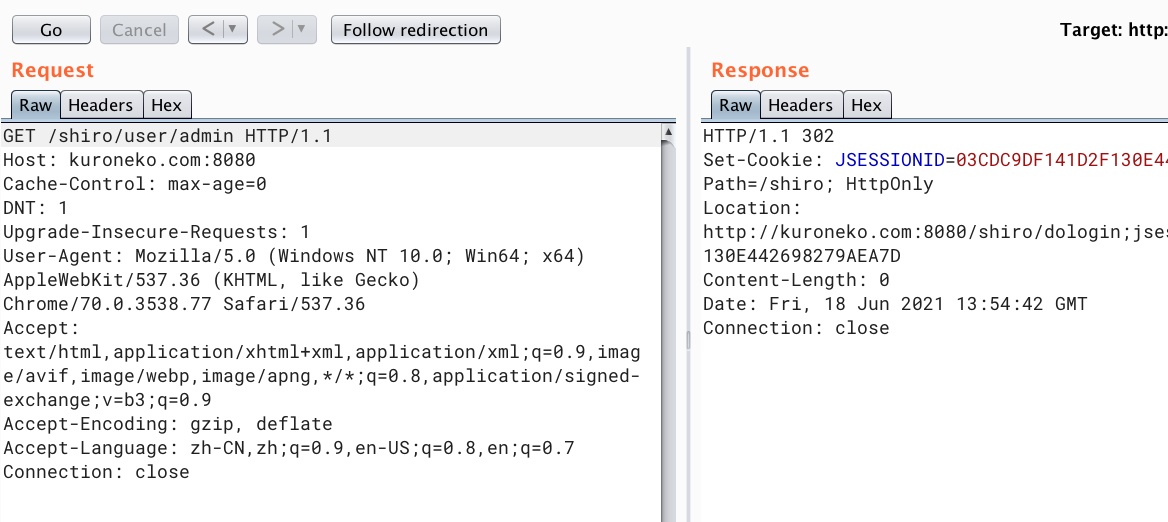 Go Cancel < ▼ > ▼ Follow redirection
Target: http:
Request
Raw Headers Hex
GET /shiro/user/admin HTTP/1.1
Host: kuroneko.com:8080
Cache-Control: max-age=0
DNT: 1
Upgrade-Insecure-Requests: 1
User-Agent: Mozilla/5.0 (Windows NT 10.0; Win64; x64)
AppleWebKit/537.36 (KHTML, like Gecko)
Chrome/70.0.3538.77 Safari/537.36
Accept:
text/html,application/xhtml+xml,application/xml;q=0.9,imag
e/avif,image/webp,image/apng,*/*;q=0.8,application/signed-
exchange;v=b3;q=0.9
Accept-Encoding: gzip, deflate
Accept-Language: zh-CN,zh;q=0.9,en-US;q=0.8,en;q=0.7
Connection: close
Response
Raw Headers Hex
HTTP/1.1 302
Set-Cookie: JSESSIONID=03CDC9DF141D2F130E44
Path=/shiro; HttpOnly
Location:
http://kuroneko.com:8080/shiro/dologin;jses
130E442698279AEA7D
Content-Length: 0
Date: Fri, 18 Jun 2021 13:54:42 GMT
Connection: close